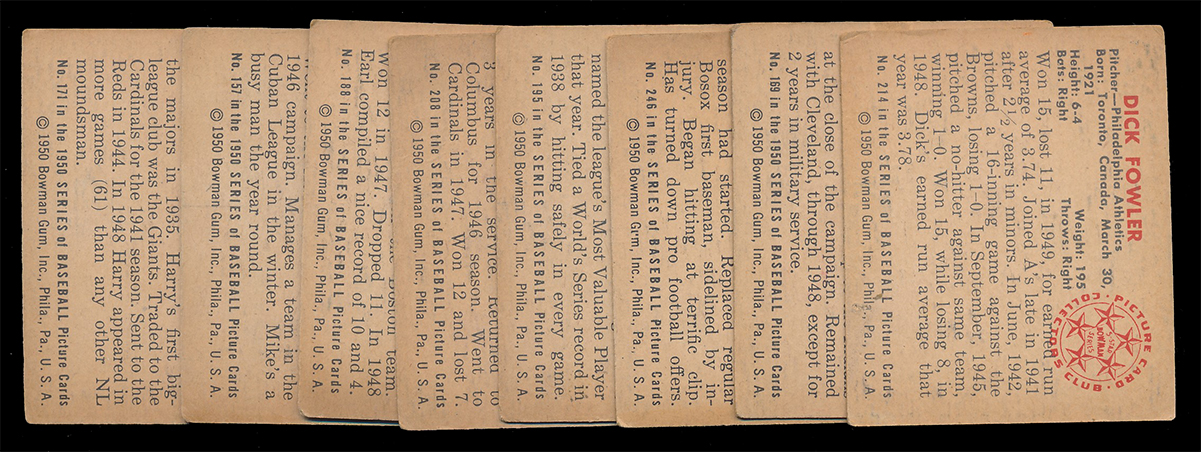 DICK FOWLER
Pitcher—Philadelphia Athletics
Born: Toronto, Canada, March 30,
1921
Height: 6-4 Weight: 195
Bats: Right Throws: Right
PICTURE CARD COLLECTORS CLUB
5-STAR
BOWMAN
Won 15, lost 11, in 1949, for earned run
average of 3.74. Joined A's late in 1941
after 2½ years in minors. In June, 1942,
pitched a 16-inning game against the
Browns, losing 1-0. In September, 1945,
pitched a no-hitter against same team,
winning 1-0. Won 15, while losing 8, in
1948. Dick's earned run average that
year was 3.78.
No. 214 in the SERIES of BASEBALL Picture Cards
© 1950 Bowman Gum, Inc., Phila., Pa., U. S. A.
at the close of the campaign. Remained
with Cleveland, through 1948, except for
2 years in military service.
No. 169 in the 1950 SERIES of BASEBALL Picture Cards
© 1950 Bowman Gum, Inc., Phila., Pa., U. S. A.
season had started. Replaced regular
Bosox first baseman, sidelined by in-
jury. Began hitting at terrific clip.
Has turned down pro football offers.
No. 246 in the SERIES of BASEBALL Picture Cards
© 1950 Bowman Gum, Inc., Phila., Pa., U. S. A.
named the league's Most Valuable Player
that year. Tied a World's Series record in
1938 by hitting safely in every game.
No. 185 in the 1950 SERIES of BASEBALL Picture Cards
© 1950 Bowman Gum, Inc., Phila., Pa., U. S. A.
3 years in the service. Returned to
Columbus for 1946 season. Went to
Cardinals in 1947. Won 12 and lost 7.
No. 208 in the SERIES of BASEBALL Picture Cards
© 1950 Bowman Gum, Inc., Phila., Pa., U. S. A.
Boston team.
Won 12 in 1947. Dropped 11. In 1948
Earl compiled a nice record of 10 and 4.
No. 188 in the 1950 SERIES of BASEBALL Picture Cards
© 1950 Bowman Gum, Inc., Phila., Pa., U. S. A.
1946 campaign. Manages a team in the
Cuban League in the winter. Mike's a
busy man the year round.
No. 157 in the 1950 SERIES of BASEBALL Picture Cards
© 1950 Bowman Gum, Inc., Phila., Pa., U. S. A.
the majors in 1935. Harry's first big-
league club was the Giants. Traded to the
Cardinals for the 1941 season. Sent to the
Reds in 1944. In 1948 Harry appeared in
more games (61) than any other NL
moundsman.
No. 171 in the 1950 SERIES of BASEBALL Picture Cards
© 1950 Bowman Gum, Inc., Phila., Pa., U. S. A.